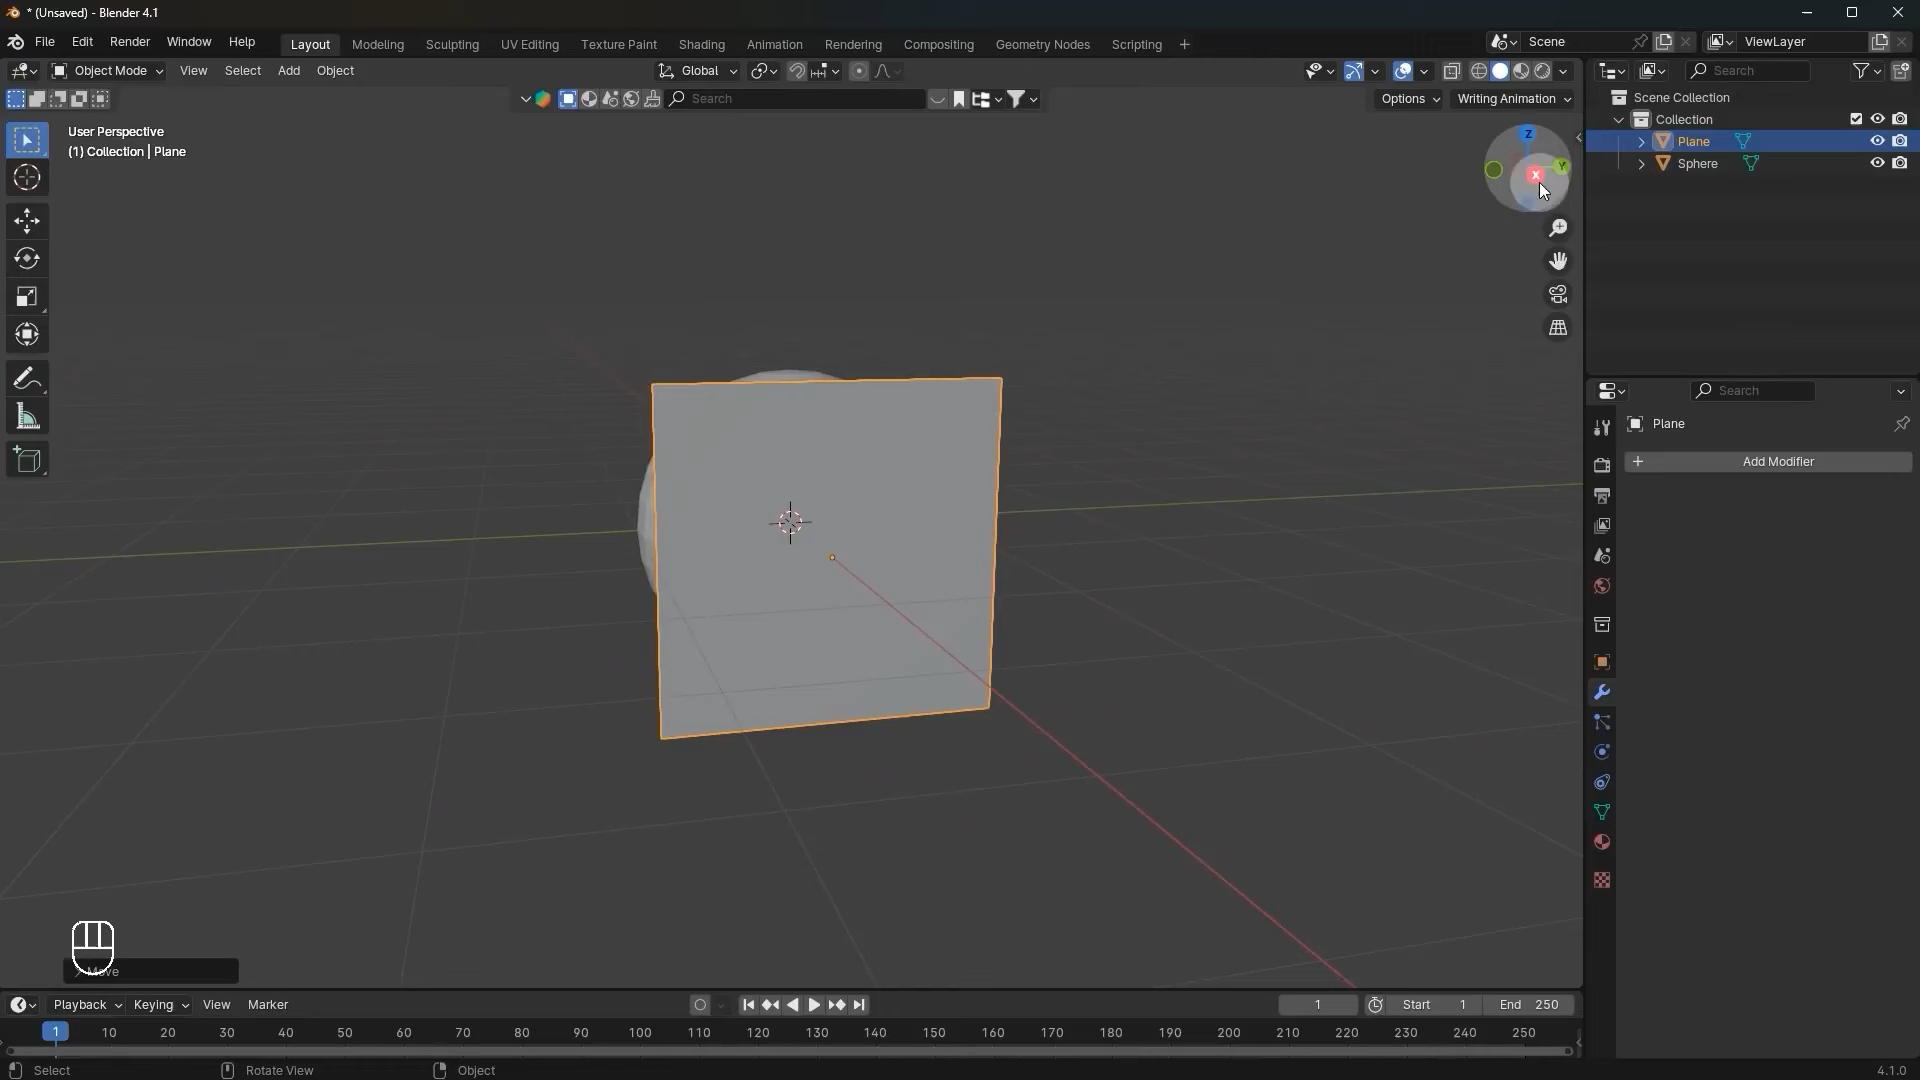 * (Unsaved) - Blender 4.1
File Edit Render Window Help Layout Modeling Sculpting UV Editing Texture Paint Shading Animation Rendering Compositing Geometry Nodes Scripting + Scene ViewLayer
Object Mode View Select Add Object Global Search
Search Options Writing Animation
User Perspective
(1) Collection | Plane
Z
Y
X
Scene Collection
Collection
Plane
Sphere
Search
Plane
+ Add Modifier
Move
Playback Keying View Marker 1 Start 1 End 250
1 10 20 30 40 50 60 70 80 90 100 110 120 130 140 150 160 170 180 190 200 210 220 230 240 250
Select Rotate View Object 4.1.0